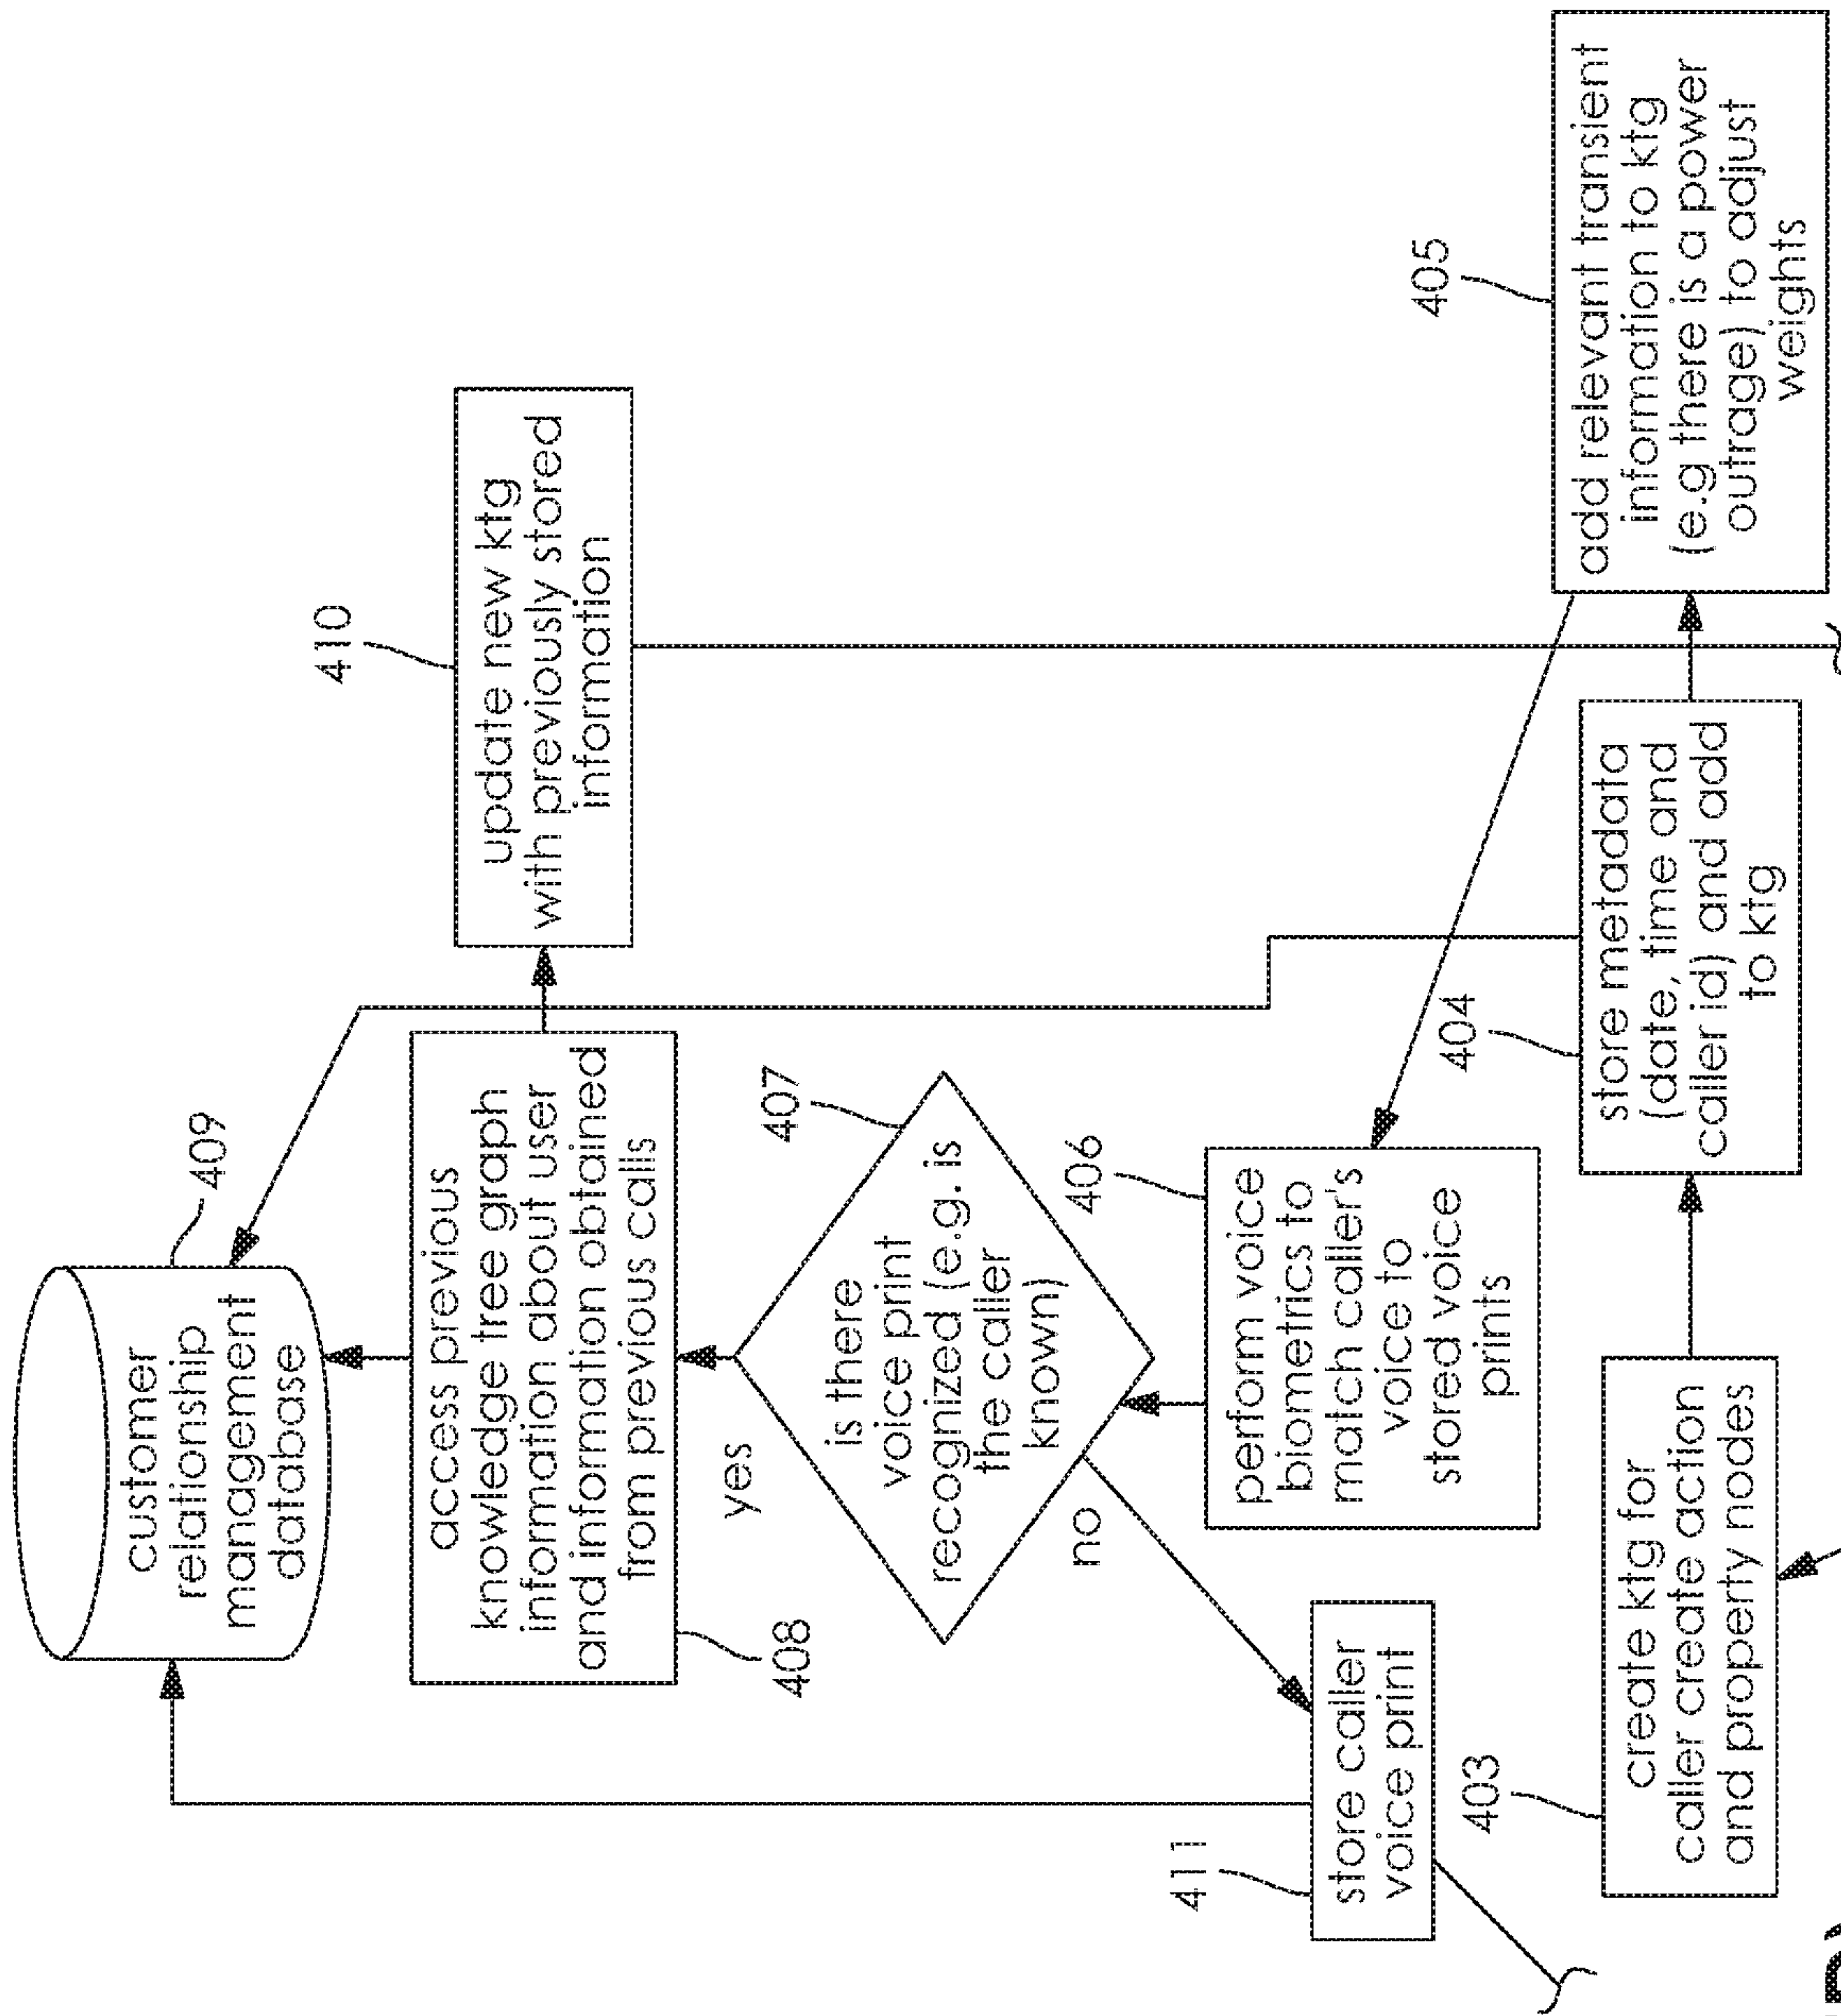 customer
relationship
management
database
409
access previous
knowledge tree graph
information about user
and information obtained
from previous calls
408
update new ktg
with previously stored
information
410
yes
is there
voice print
recognized (e.g. is
the caller
known)
407
no
store caller
voice print
411
perform voice
biometrics to
match caller's
voice to
stored voice
prints
406
create ktg for
caller create action
and property nodes
403
store metadata
(date, time and
caller id) and add
to ktg
404
add relevant transient
information to ktg
(e.g there is a power
outrage) to adjust
weights
405